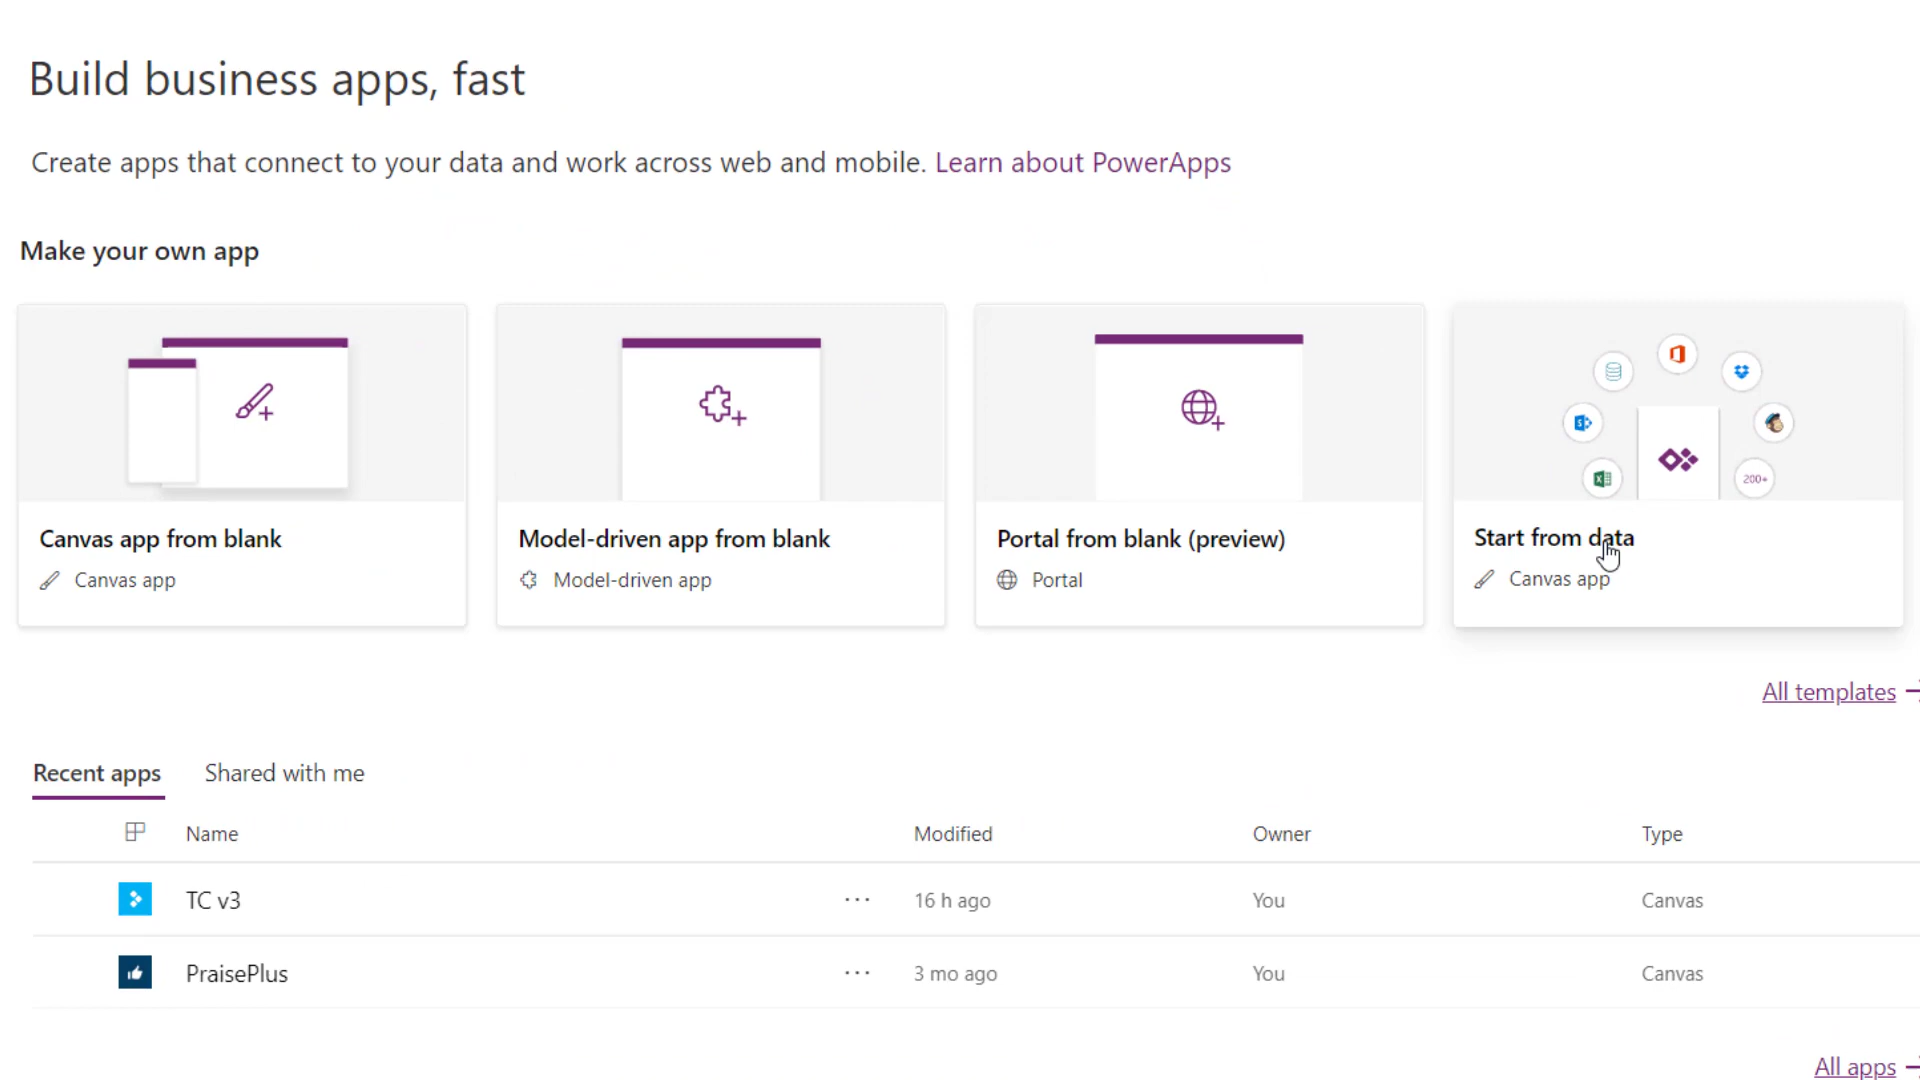 Build business apps, fast
Create apps that connect to your data and work across web and mobile. Learn about PowerApps
Make your own app
200+
Canvas app from blank
Canvas app
Model-driven app from blank
Model-driven app
Portal from blank (preview)
Portal
Start from data
Canvas app
All templates
Recent apps Shared with me
Name Modified Owner Type
TC v3 ... 16 h ago You Canvas
PraisePlus ... 3 mo ago You Canvas
All apps